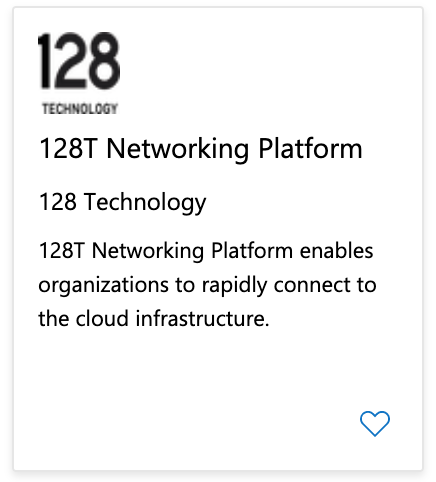 128
TECHNOLOGY
128T Networking Platform
128 Technology
128T Networking Platform enables
organizations to rapidly connect to
the cloud infrastructure.